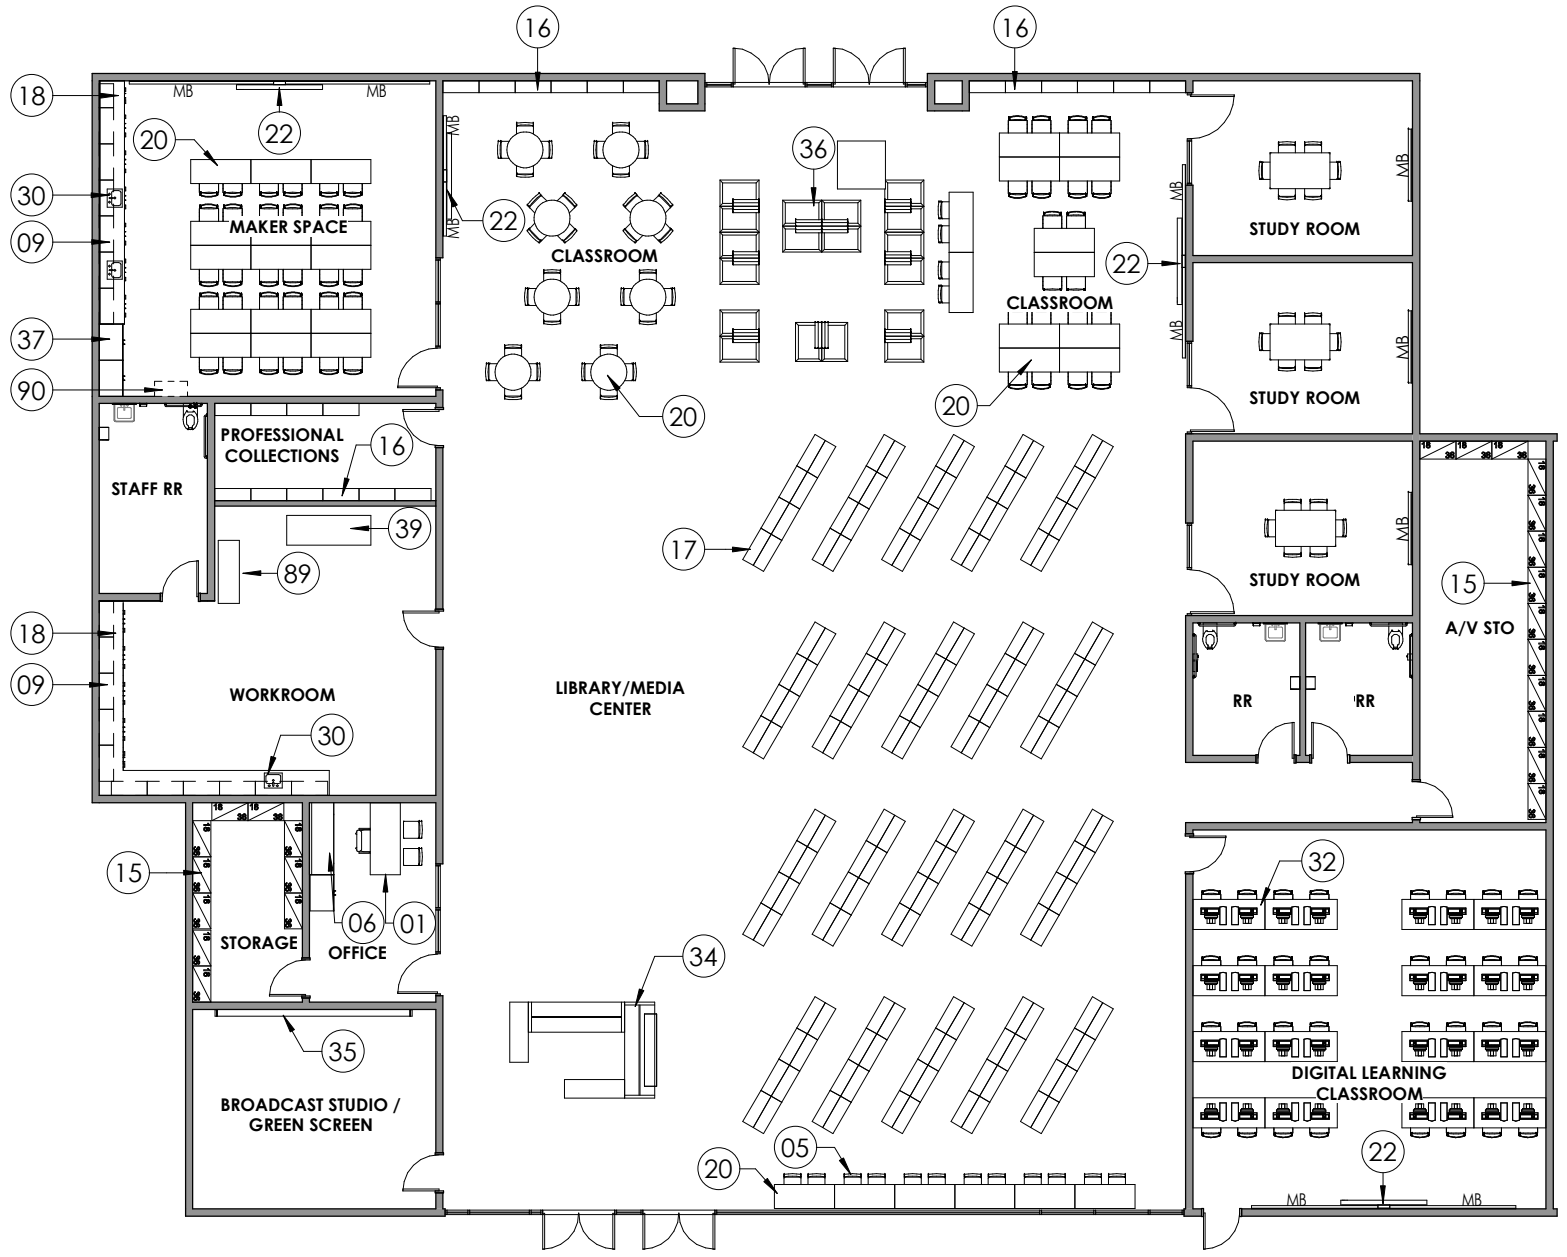 16
16
18
MB
MB
22
20
MB
36
30
MAKER SPACE
22
MB
09
CLASSROOM
MB
MB
STUDY ROOM
22
CLASSROOM
MB
37
MB
90
STUDY ROOM
20
20
PROFESSIONAL
COLLECTIONS
16
STAFF RR
39
17
MB
89
STUDY ROOM
15
18
A/V STO
09
WORKROOM
LIBRARY/MEDIA
CENTER
RR
RR
30
18
36
15
STORAGE
06
01
OFFICE
32
34
35
BROADCAST STUDIO /
GREEN SCREEN
DIGITAL LEARNING
CLASSROOM
05
20
22
MB
MB